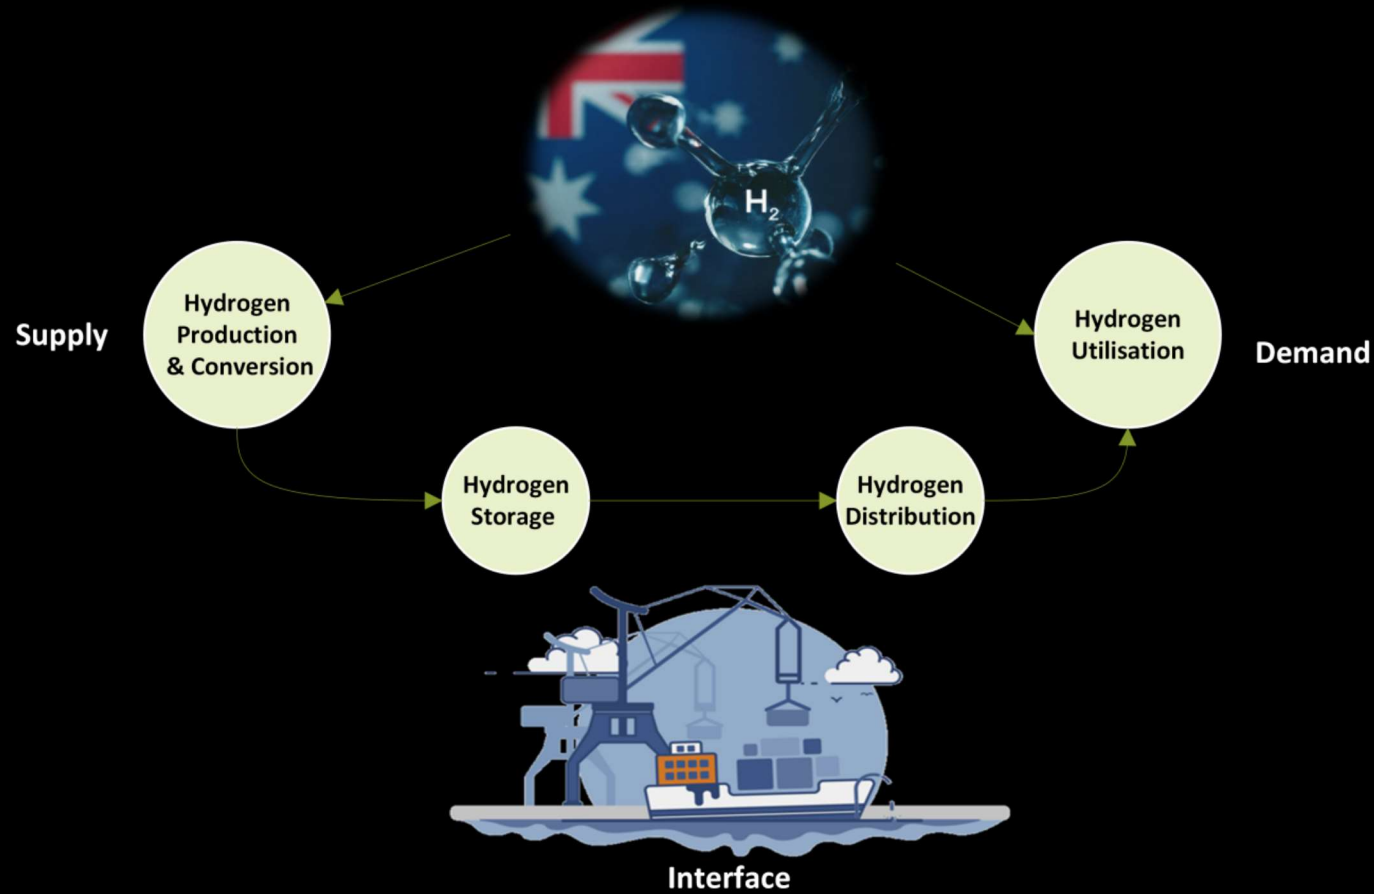 H₂
Hydrogen
Production
& Conversion
Supply
Hydrogen
Utilisation
Demand
Hydrogen
Storage
Hydrogen
Distribution
Interface